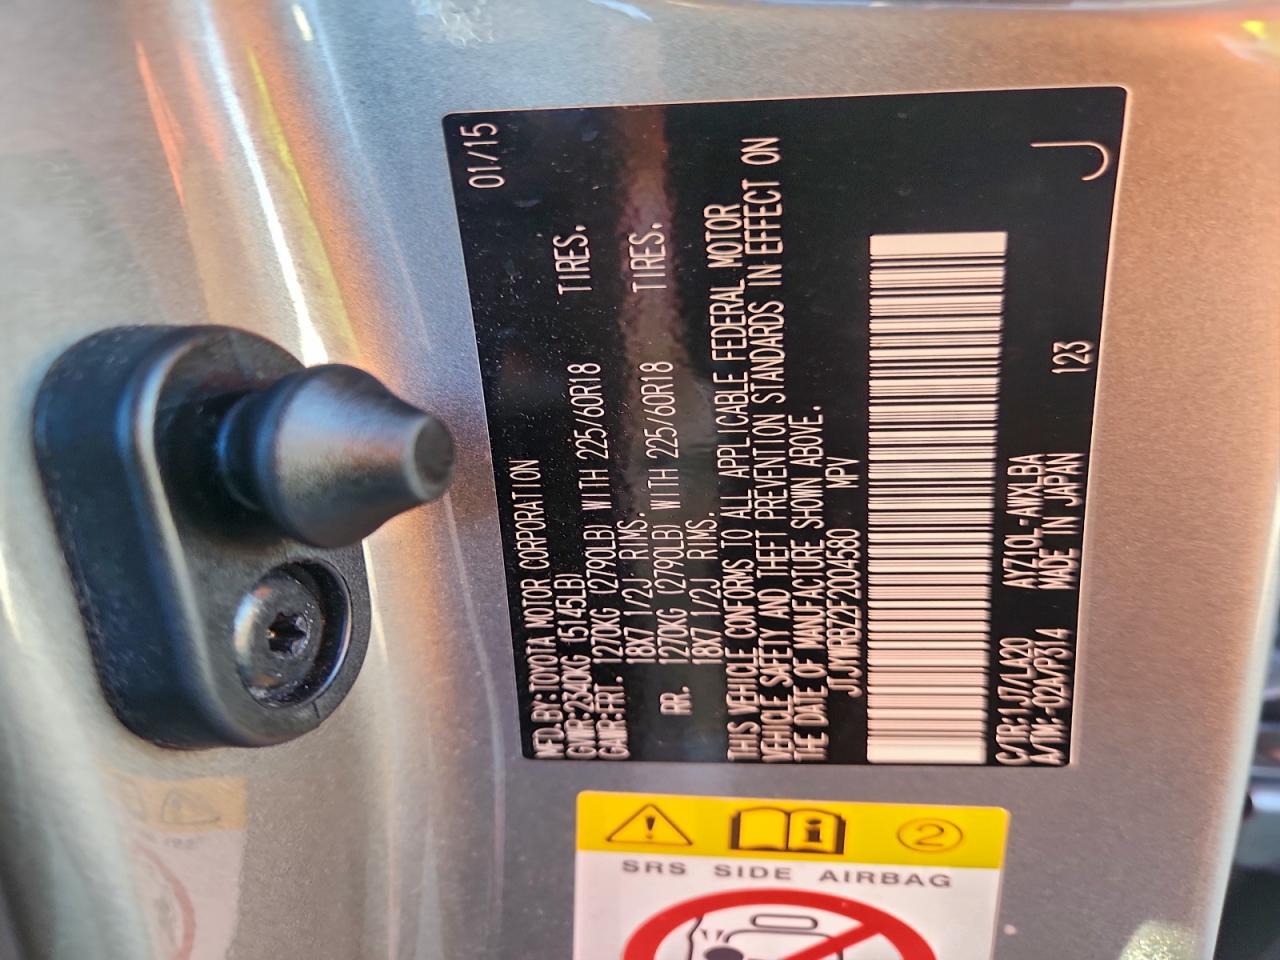 MFD.BY:TOYOTA MOTOR CORPORATION 01/15
GVWR:2340KG (5145LB)
GAWR:FRT. 1270KG (2790LB) WITH 225/60R18 TIRES.
18X7 1/2J RIMS.
RR. 1270KG (2790LB) WITH 225/60R18 TIRES.
18X7 1/2J RIMS.
THIS VEHICLE CONFORMS TO ALL APPLICABLE FEDERAL MOTOR
VEHICLE SAFETY AND THEFT PREVENTION STANDARDS IN EFFECT ON
THE DATE OF MANUFACTURE SHOWN ABOVE.
JTJYARBZ2F2004580 MPV
C/TR:1J7/LA20 AYZ10L-AWXLBA
A/TM:-02A/P314 MADE IN JAPAN 123
J
2
SRS SIDE AIRBAG